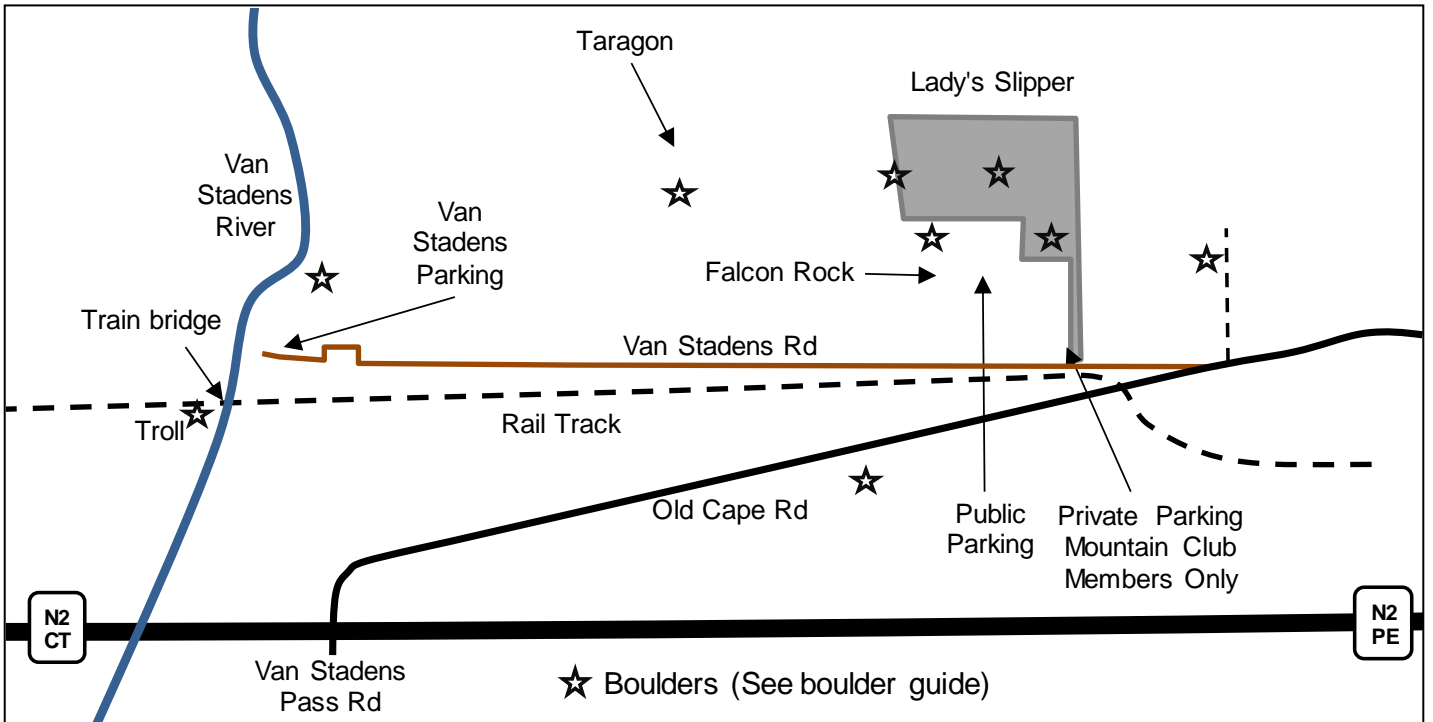 Taragon
Lady's Slipper
Van
Stadens
River
Van
Stadens
Parking
Falcon Rock
Train bridge
Van Stadens Rd
Troll
Rail Track
Old Cape Rd
Public
Parking
Private Parking
Mountain Club
Members Only
N2
CT
N2
PE
Van Stadens
Pass Rd
Boulders (See boulder guide)